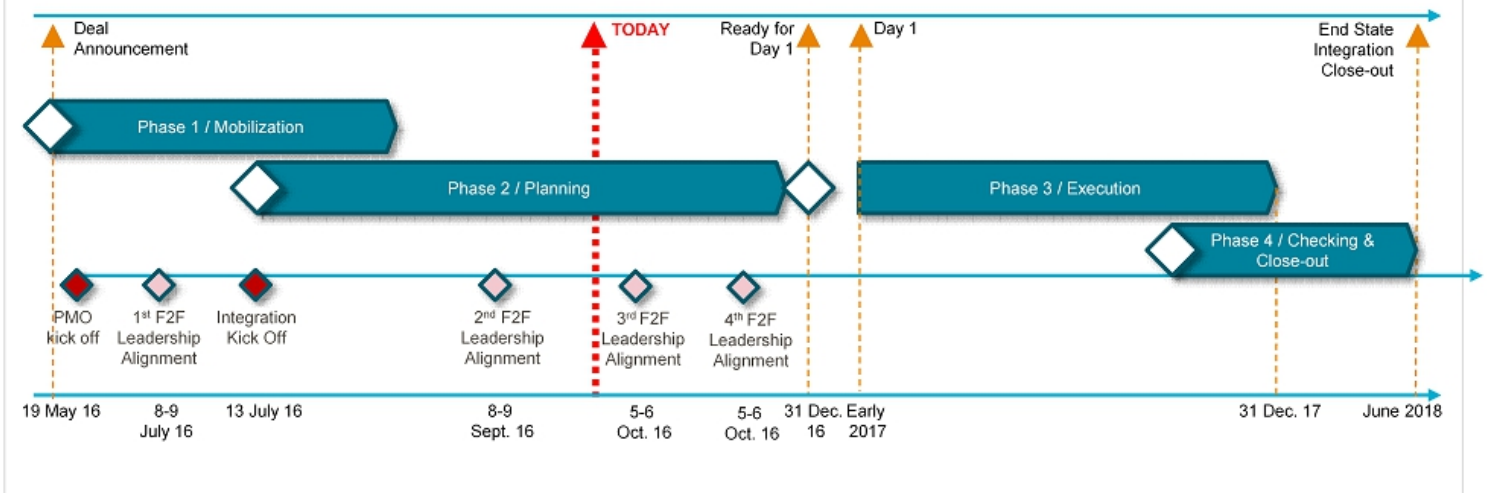 Deal
Announcement
TODAY
Ready for
Day 1
Day 1
End State
Integration
Close-out
Phase 1 / Mobilization
Phase 2 / Planning
Phase 3 / Execution
Phase 4 / Checking &
Close-out
PMO
kick off
1st F2F
Leadership
Alignment
Integration
Kick Off
2nd F2F
Leadership
Alignment
3rd F2F
Leadership
Alignment
4th F2F
Leadership
Alignment
19 May 16
8-9
July 16
13 July 16
8-9
Sept. 16
5-6
Oct. 16
5-6
Oct. 16
31 Dec.
16
Early
2017
31 Dec. 17
June 2018